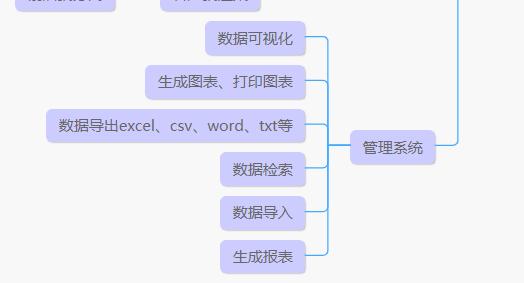 数据可视化
生成图表、打印图表
数据导出excel、csv、word、txt等
管理系统
数据检索
数据导入
生成报表